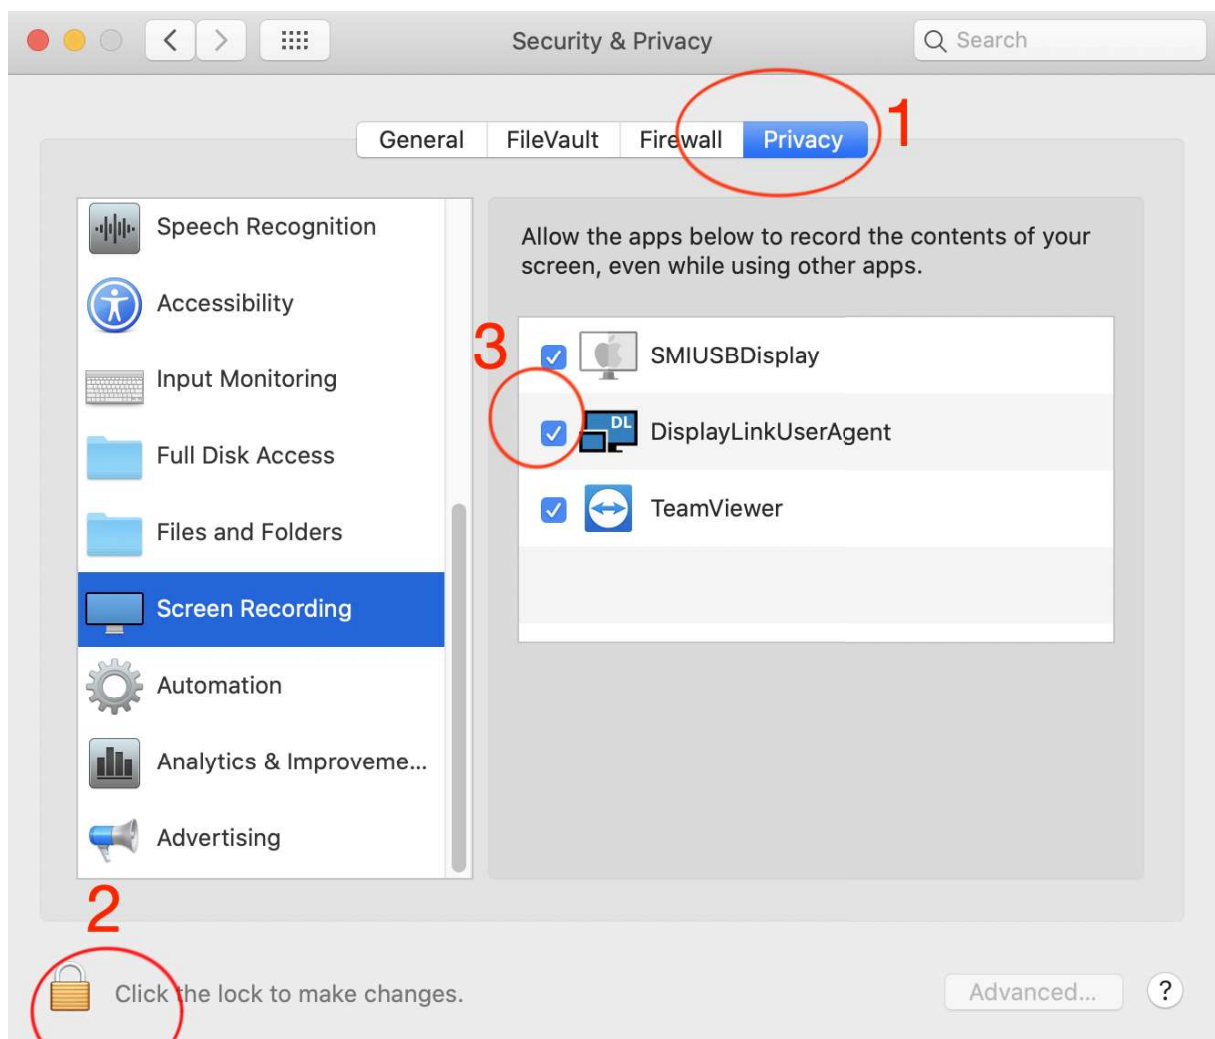 Security & Privacy
Search
1
General
FileVault
Firewall
Privacy
Speech Recognition
Accessibility
Input Monitoring
Full Disk Access
Files and Folders
Screen Recording
Automation
Analytics & Improveme...
Advertising
Allow the apps below to record the contents of your
screen, even while using other apps.
3
SMIUSBDisplay
DL
DisplayLinkUserAgent
TeamViewer
2
Click the lock to make changes.
Advanced...
?